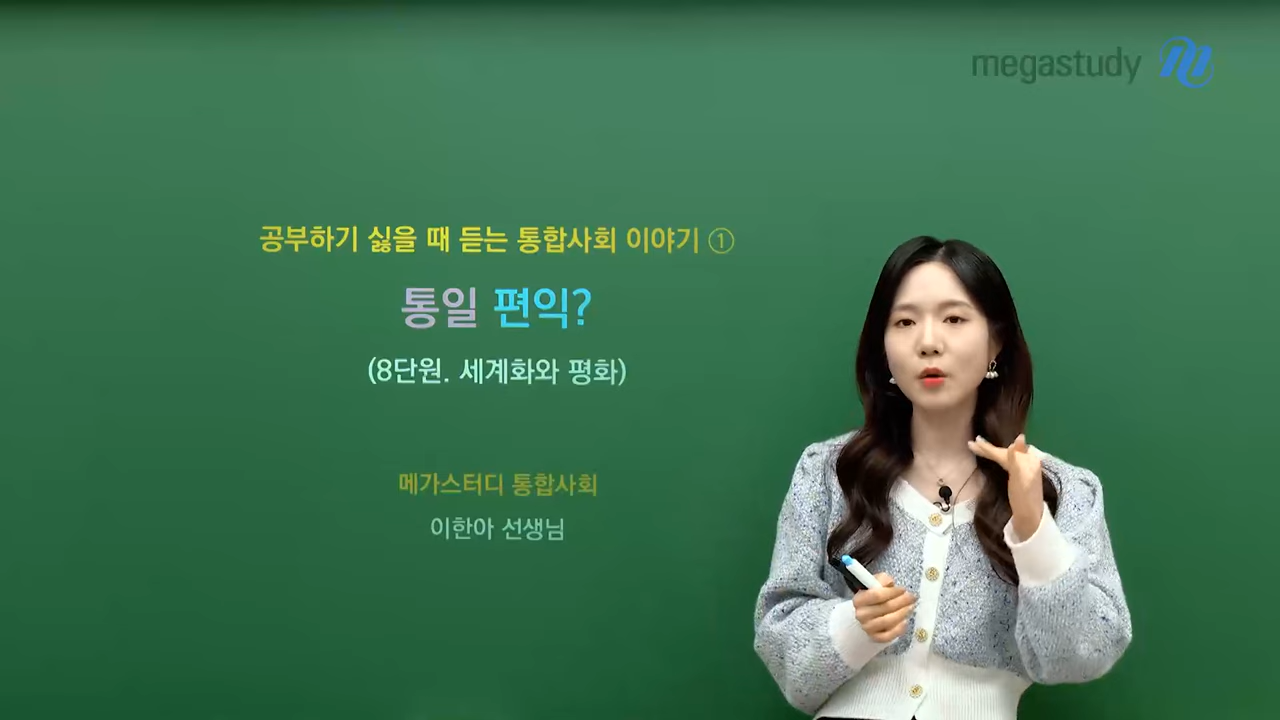 megastudy
공부하기 싫을 때 듣는 통합사회 이야기 ①
통일 편익?
(8단원. 세계화와 평화)
메가스터디 통합사회
이한아 선생님